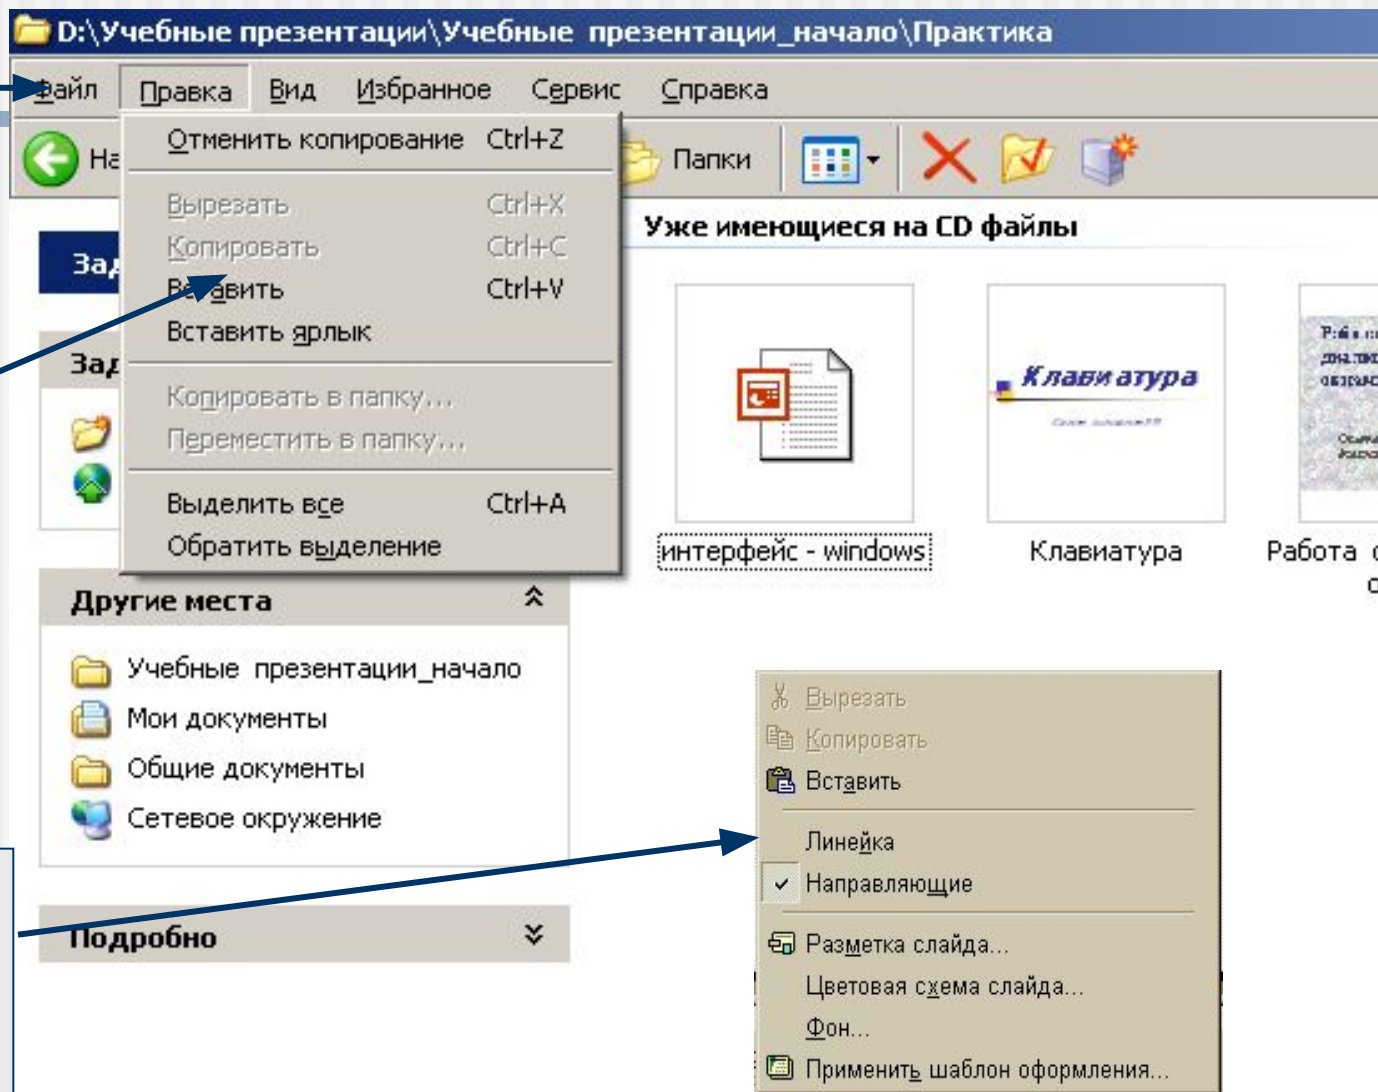 D:\Учебные презентации\Учебные презентации_начало\Практика
Файл Правка Вид Избранное Сервис Справка
На Папки
Отменить копирование Ctrl+Z
Вырезать Ctrl+X
Копировать Ctrl+C
Вставить Ctrl+V
Вставить ярлык
Копировать в папку...
Переместить в папку...
Выделить все Ctrl+A
Обратить выделение
Зад
Зад
Другие места
Учебные презентации_начало
Мои документы
Общие документы
Сетевое окружение
Подробно
Уже имеющиеся на CD файлы
Клавиатура
интерфейс - windows
Клавиатура
Работа с
с
Вырезать
Копировать
Вставить
Линейка
Направляющие
Разметка слайда...
Цветовая схема слайда...
Фон...
Применить шаблон оформления...